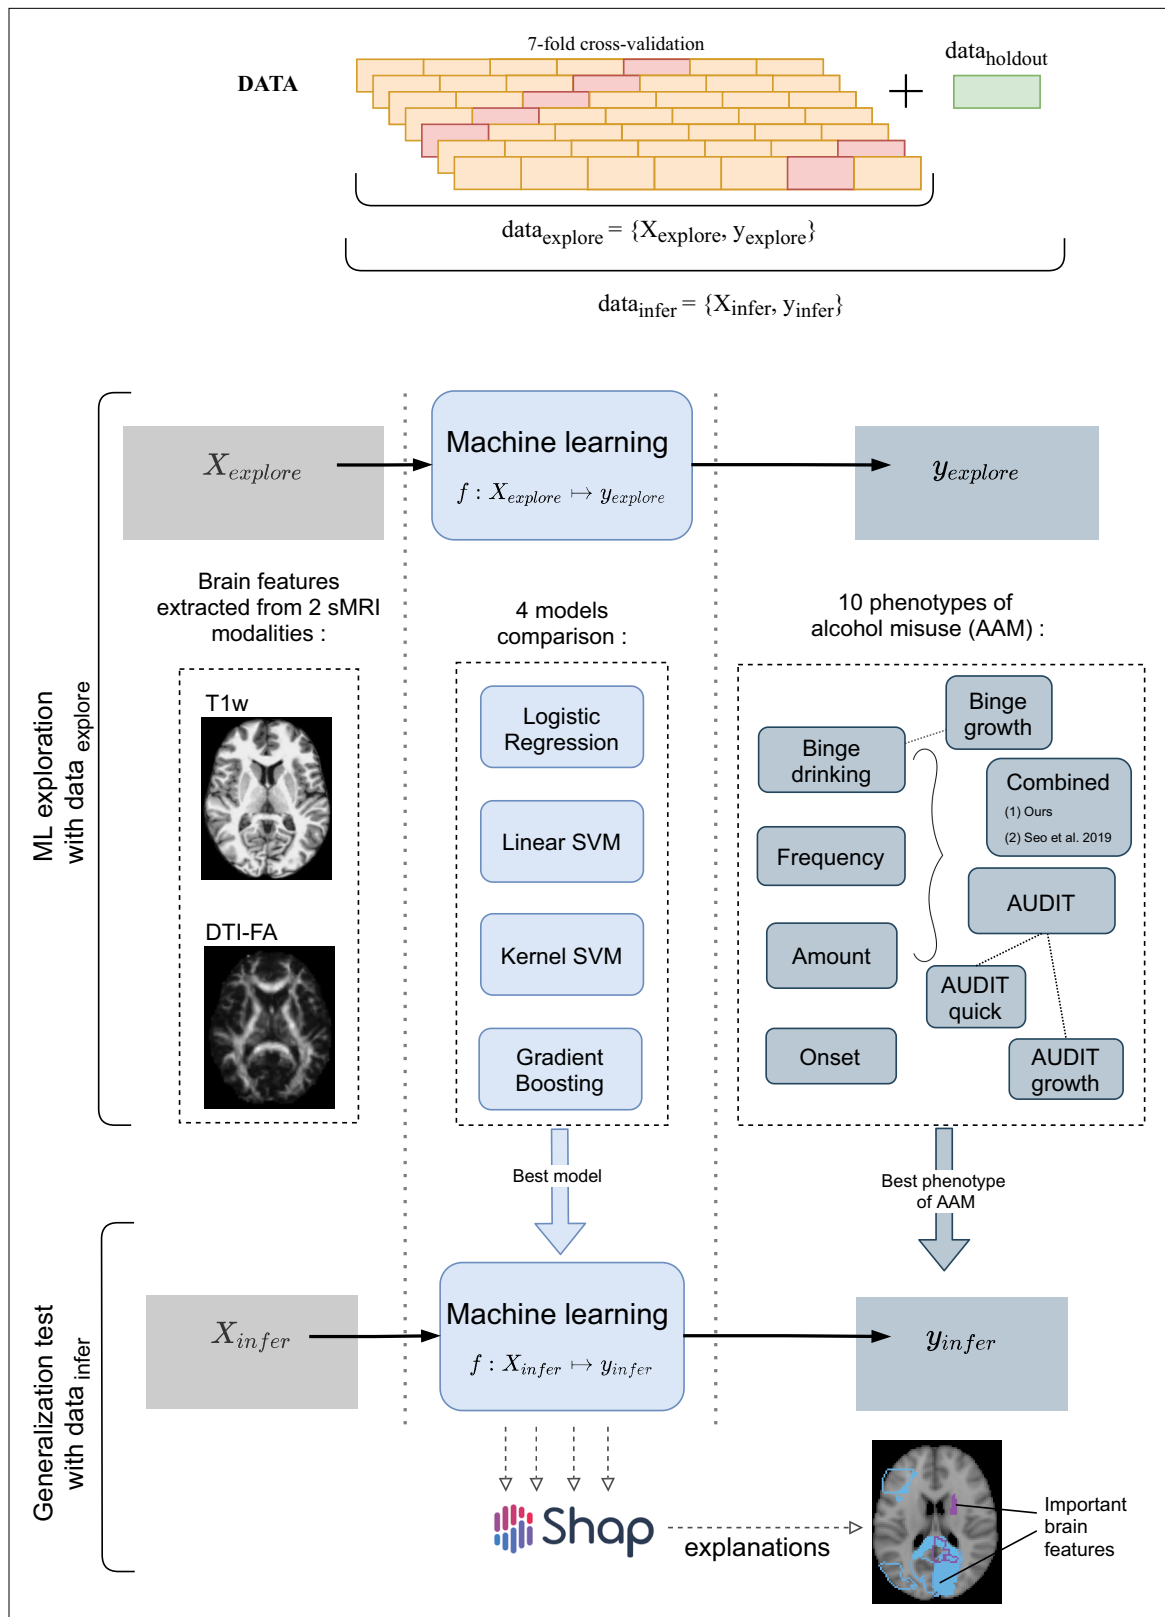 7-fold cross-validation
DATA
+
data_holdout
data_explore = {X_explore, y_explore}
data_infer = {X_infer, y_infer}
ML exploration
with data explore
X_explore
Machine learning
f : X_explore ↦ y_explore
y_explore
Brain features
extracted from 2 sMRI
modalities :
T1w
DTI-FA
4 models
comparison :
Logistic
Regression
Linear SVM
Kernel SVM
Gradient
Boosting
10 phenotypes of
alcohol misuse (AAM) :
Binge
growth
Binge
drinking
Combined
(1) Ours
(2) Seo et al. 2019
Frequency
AUDIT
Amount
AUDIT
quick
Onset
AUDIT
growth
Best model
Best phenotype
of AAM
Generalization test
with data infer
X_infer
Machine learning
f : X_infer ↦ y_infer
y_infer
Shap
explanations
Important
brain
features